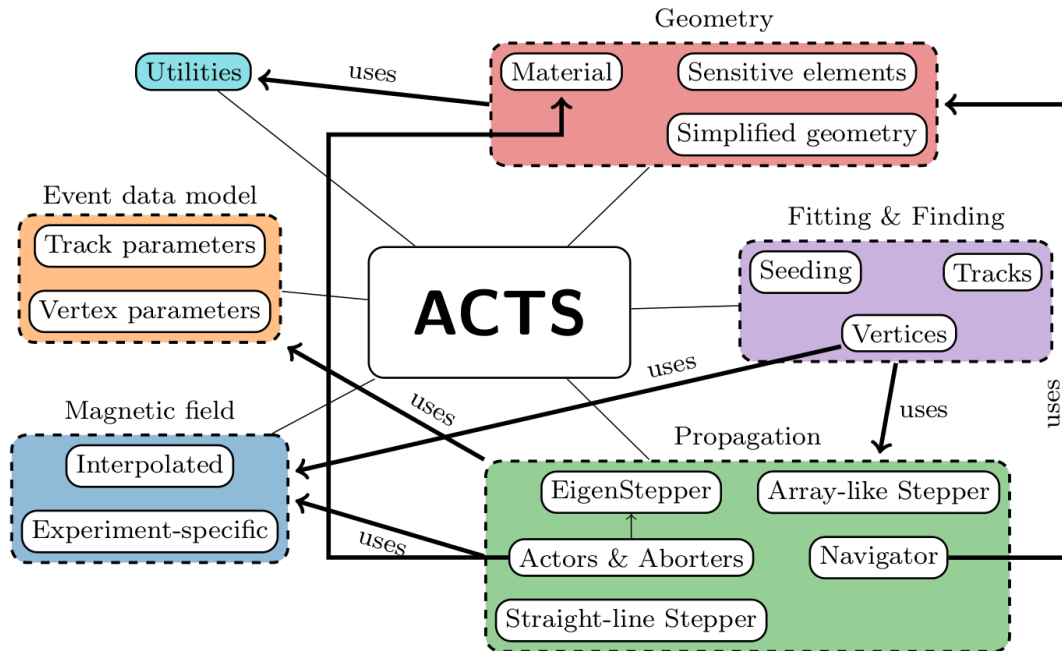 Geometry
Utilities
uses
Material
Sensitive elements
Simplified geometry
Event data model
Track parameters
Vertex parameters
ACTS
Fitting & Finding
Seeding
Tracks
Vertices
uses
uses
uses
uses
Magnetic field
Interpolated
Experiment-specific
uses
Propagation
EigenStepper
Array-like Stepper
Actors & Aborters
Navigator
Straight-line Stepper